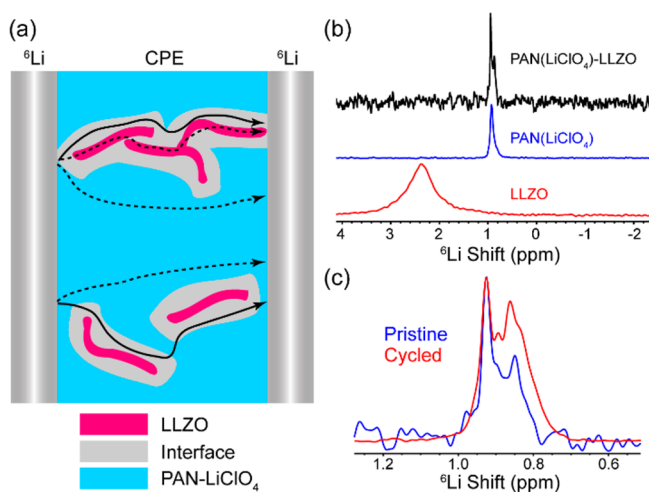 (a)
⁶Li
CPE
⁶Li
LLZO
Interface
PAN-LiClO₄
(b)
PAN(LiClO₄)-LLZO
PAN(LiClO₄)
LLZO
4 3 2 1 0 -1 -2
⁶Li Shift (ppm)
(c)
Pristine
Cycled
1.2 1.0 0.8 0.6
⁶Li Shift (ppm)